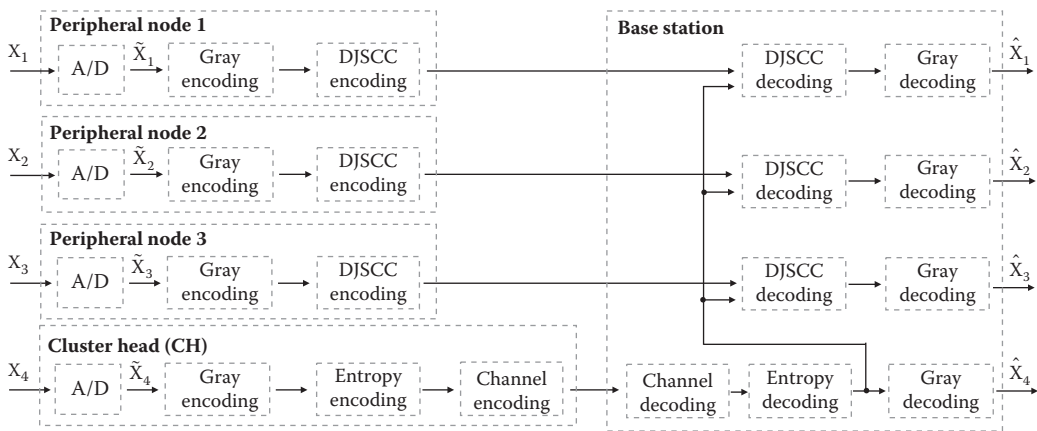 Peripheral node 1
X₁
A/D
X̃₁
Gray
encoding
DJSCC
encoding
Peripheral node 2
X₂
A/D
X̃₂
Gray
encoding
DJSCC
encoding
Peripheral node 3
X₃
A/D
X̃₃
Gray
encoding
DJSCC
encoding
Cluster head (CH)
X₄
A/D
X̃₄
Gray
encoding
Entropy
encoding
Channel
encoding
Base station
DJSCC
decoding
Gray
decoding
X̂₁
DJSCC
decoding
Gray
decoding
X̂₂
DJSCC
decoding
Gray
decoding
X̂₃
Channel
decoding
Entropy
decoding
Gray
decoding
X̂₄